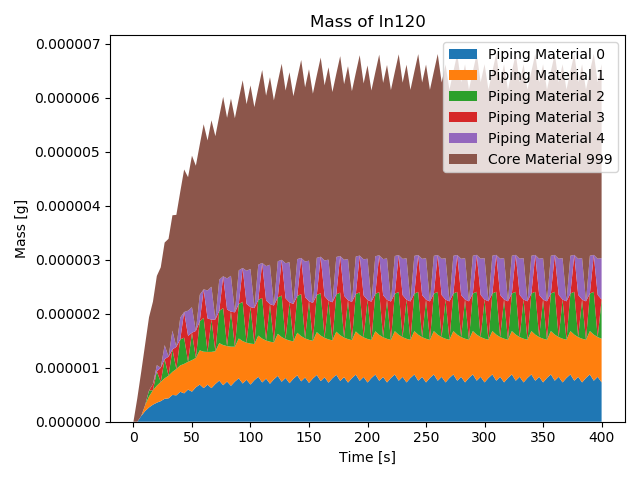 Mass of In120
Piping Material 0
Piping Material 1
Piping Material 2
Piping Material 3
Piping Material 4
Core Material 999
Mass [g]
0.000007
0.000006
0.000005
0.000004
0.000003
0.000002
0.000001
0.000000
0 50 100 150 200 250 300 350 400
Time [s]